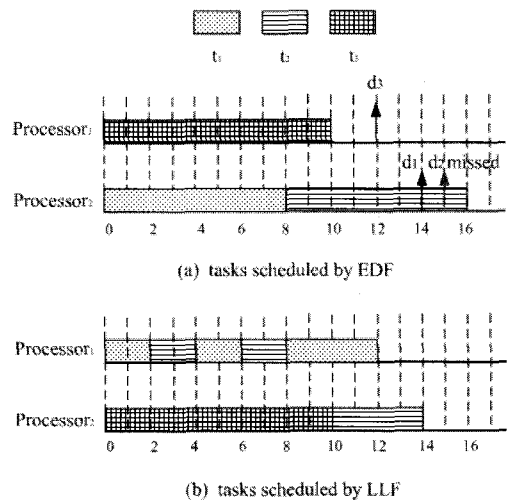 t₁ t₂ t₃
d₃
Processor₁
d₁ d₂ missed
Processor₂
0 2 4 6 8 10 12 14 16
(a) tasks scheduled by EDF
Processor₁
Processor₂
0 2 4 6 8 10 12 14 16
(b) tasks scheduled by LLF